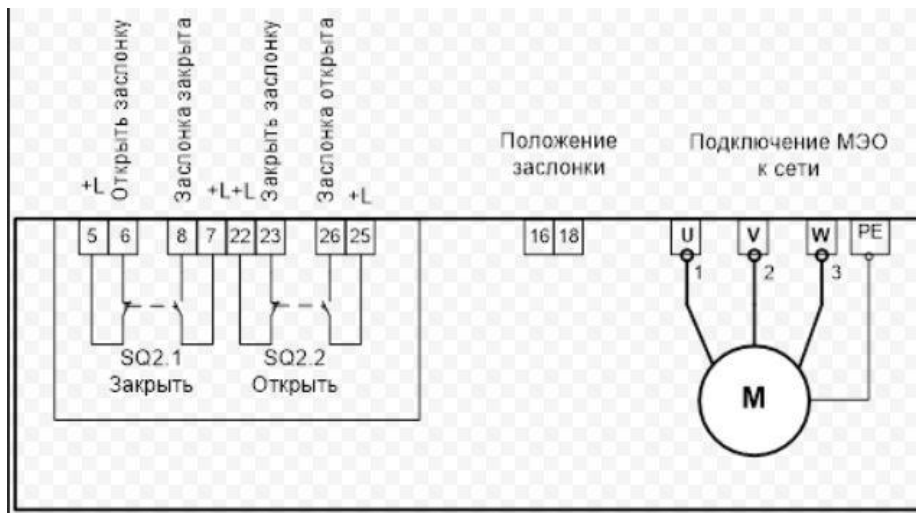 Открыть заслонку
Заслонка закрыта
Закрыть заслонку
Заслонка открыта
+L
+L+L
+L
Положение
заслонки
Подключение МЭО
к сети
5 6 8 7 22 23 26 25
16 18
U V W PE
1 2 3
SQ2.1
Закрыть
SQ2.2
Открыть
M